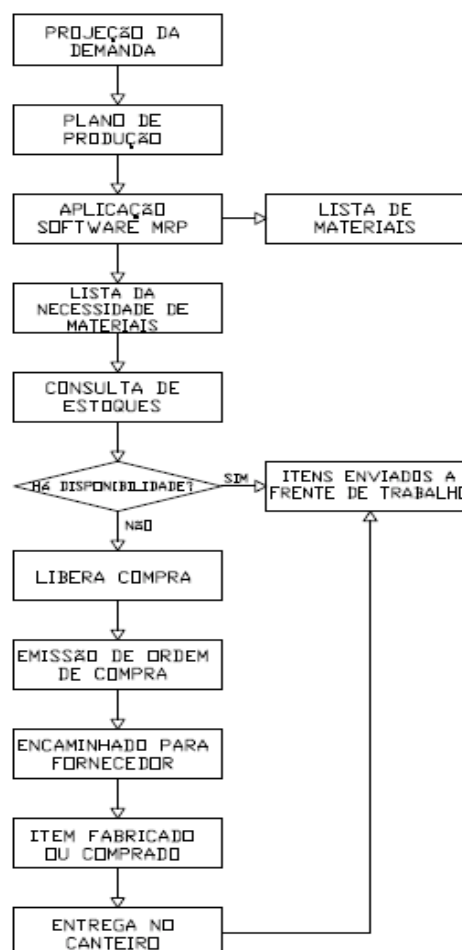 PROJEÇÃO DA
DEMANDA
PLANO DE
PRODUÇÃO
APLICAÇÃO
SOFTWARE MRP
LISTA DE
MATERIAIS
LISTA DA
NECESSIDADE DE
MATERIAIS
CONSULTA DE
ESTOQUES
HÁ DISPONIBILIDADE?
SIM
ITENS ENVIADOS A
FRENTE DE TRABALHO
NÃO
LIBERA COMPRA
EMISSÃO DE ORDEM
DE COMPRA
ENCAMINHADO PARA
FORNECEDOR
ITEM FABRICADO
OU COMPRADO
ENTREGA NO
CANTEIRO